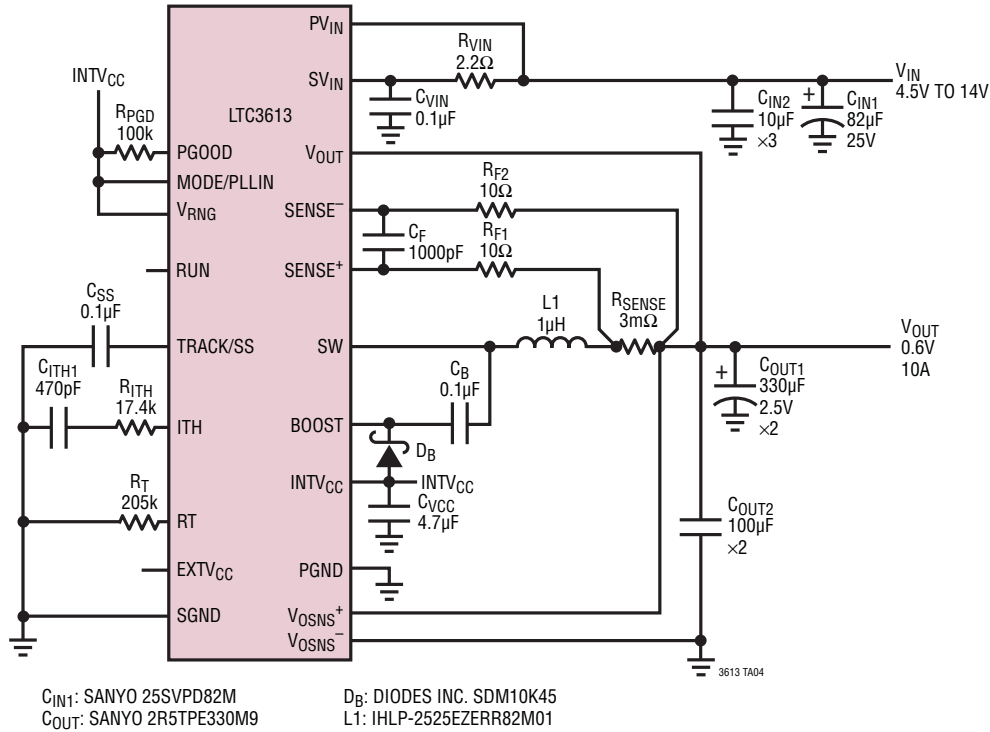 PVIN
RVIN
2.2Ω
INTVCC
SVIN
VIN
4.5V TO 14V
RPGD
100k
LTC3613
CVIN
0.1µF
CIN2
10µF
×3
+
CIN1
82µF
25V
PGOOD
VOUT
MODE/PLLIN
RF2
10Ω
VRNG
SENSE−
CF
1000pF
RF1
10Ω
RUN
SENSE+
CSS
0.1µF
L1
1µH
RSENSE
3mΩ
TRACK/SS
SW
VOUT
0.6V
10A
CITH1
470pF
RITH
17.4k
CB
0.1µF
+
COUT1
330µF
2.5V
×2
ITH
BOOST
DB
RT
205k
INTVCC
INTVCC
CVCC
4.7µF
COUT2
100µF
×2
RT
EXTVCC
PGND
SGND
VOSNS+
VOSNS−
3613 TA04
CIN1: SANYO 25SVPD82M
COUT: SANYO 2R5TPE330M9
DB: DIODES INC. SDM10K45
L1: IHLP-2525EZERR82M01